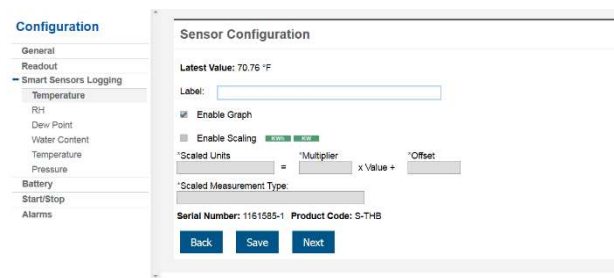 Configuration
General
Readout
Smart Sensors Logging
Temperature
RH
Dew Point
Water Content
Temperature
Pressure
Battery
Start/Stop
Alarms
Sensor Configuration
Latest Value: 70.76 °F
Label:
Enable Graph
Enable Scaling KWh KW
*Scaled Units *Multiplier *Offset
= x Value +
*Scaled Measurement Type:
Serial Number: 1161585-1 Product Code: S-THB
Back Save Next